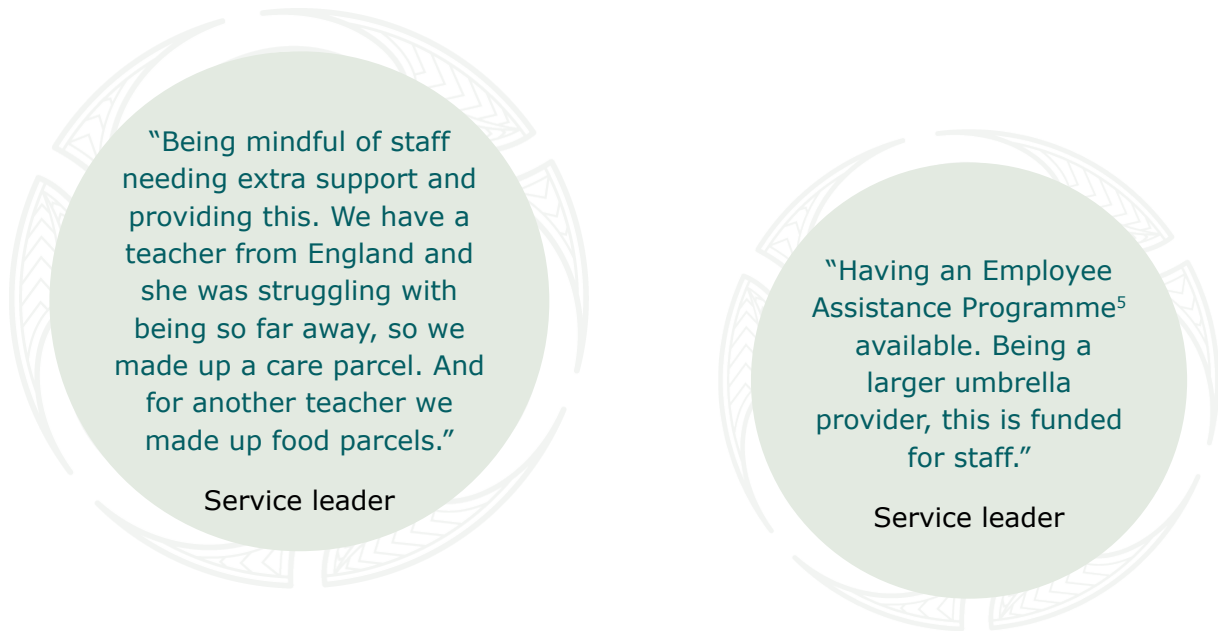 “Being mindful of staff
needing extra support and
providing this. We have a
teacher from England and
she was struggling with
being so far away, so we
made up a care parcel. And
for another teacher we
made up food parcels.”
Service leader
“Having an Employee
Assistance Programme⁵
available. Being a
larger umbrella
provider, this is funded
for staff.”
Service leader